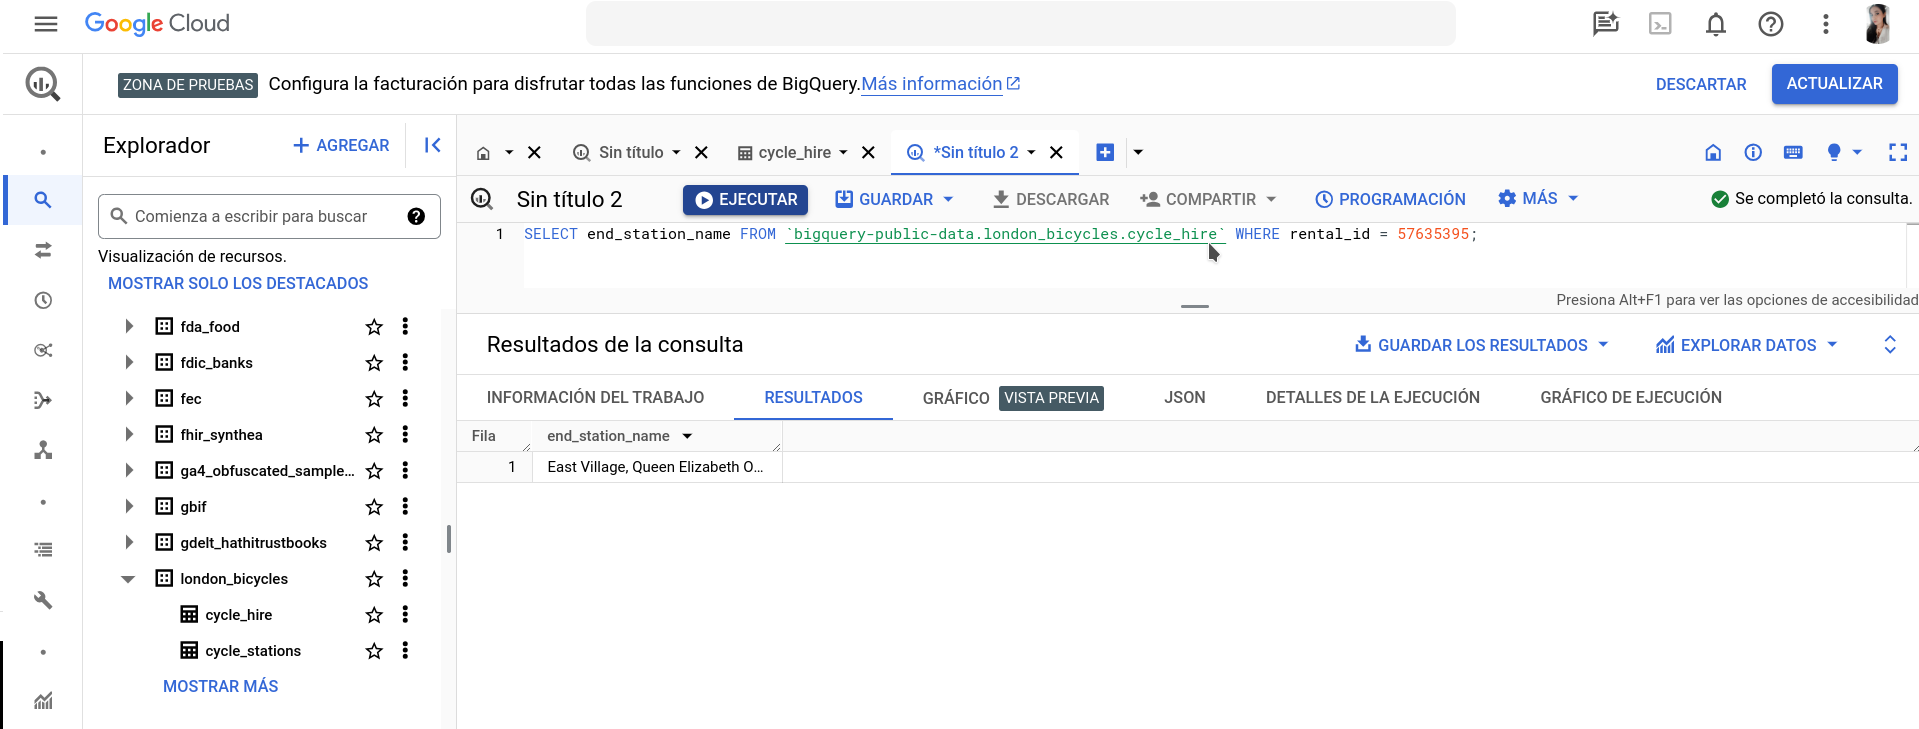 Google Cloud
ZONA DE PRUEBAS Configura la facturación para disfrutar todas las funciones de BigQuery. Más información
DESCARTAR ACTUALIZAR
Explorador + AGREGAR
Comienza a escribir para buscar
Visualización de recursos.
MOSTRAR SOLO LOS DESTACADOS
fda_food
fdic_banks
fec
fhir_synthea
ga4_obfuscated_sample...
gbif
gdelt_hathitrustbooks
london_bicycles
cycle_hire
cycle_stations
MOSTRAR MÁS
Sin título cycle_hire *Sin título 2
Sin título 2 EJECUTAR GUARDAR DESCARGAR COMPARTIR PROGRAMACIÓN MÁS Se completó la consulta.
1 SELECT end_station_name FROM `bigquery-public-data.london_bicycles.cycle_hire` WHERE rental_id = 57635395;
Presiona Alt+F1 para ver las opciones de accesibilidad
Resultados de la consulta GUARDAR LOS RESULTADOS EXPLORAR DATOS
INFORMACIÓN DEL TRABAJO RESULTADOS GRÁFICO VISTA PREVIA JSON DETALLES DE LA EJECUCIÓN GRÁFICO DE EJECUCIÓN
Fila end_station_name
1 East Village, Queen Elizabeth O...